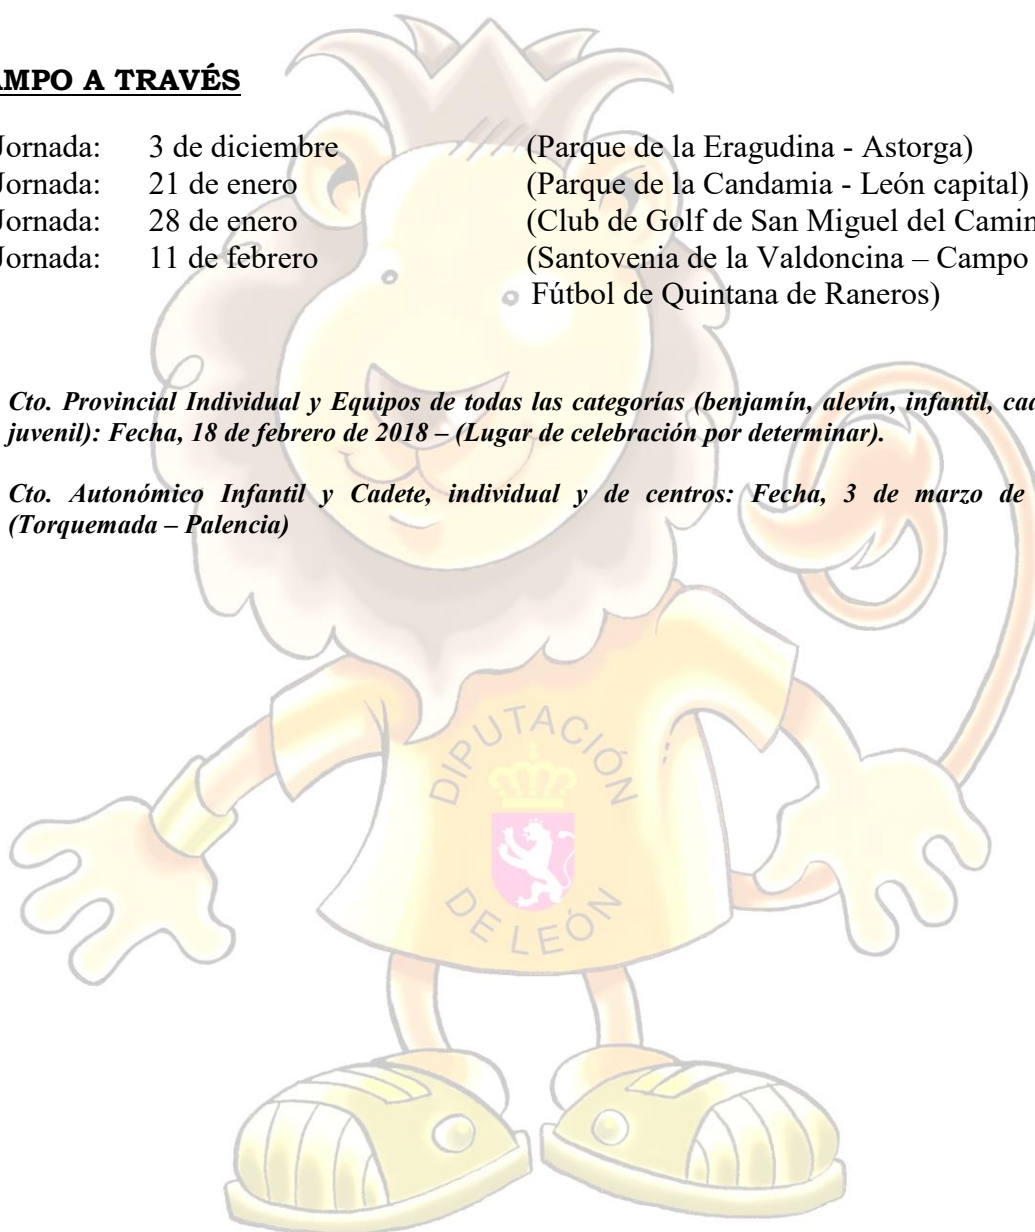 AMPO A TRAVÉS
Jornada: 3 de diciembre (Parque de la Eragudina - Astorga)
Jornada: 21 de enero (Parque de la Candamia - León capital)
Jornada: 28 de enero (Club de Golf de San Miguel del Camin
Jornada: 11 de febrero (Santovenia de la Valdoncina – Campo
Fútbol de Quintana de Raneros)
Cto. Provincial Individual y Equipos de todas las categorías (benjamín, alevín, infantil, cad
juvenil): Fecha, 18 de febrero de 2018 – (Lugar de celebración por determinar).
Cto. Autonómico Infantil y Cadete, individual y de centros: Fecha, 3 de marzo de
(Torquemada – Palencia)
DIPUTACIÓN
DE LEÓN